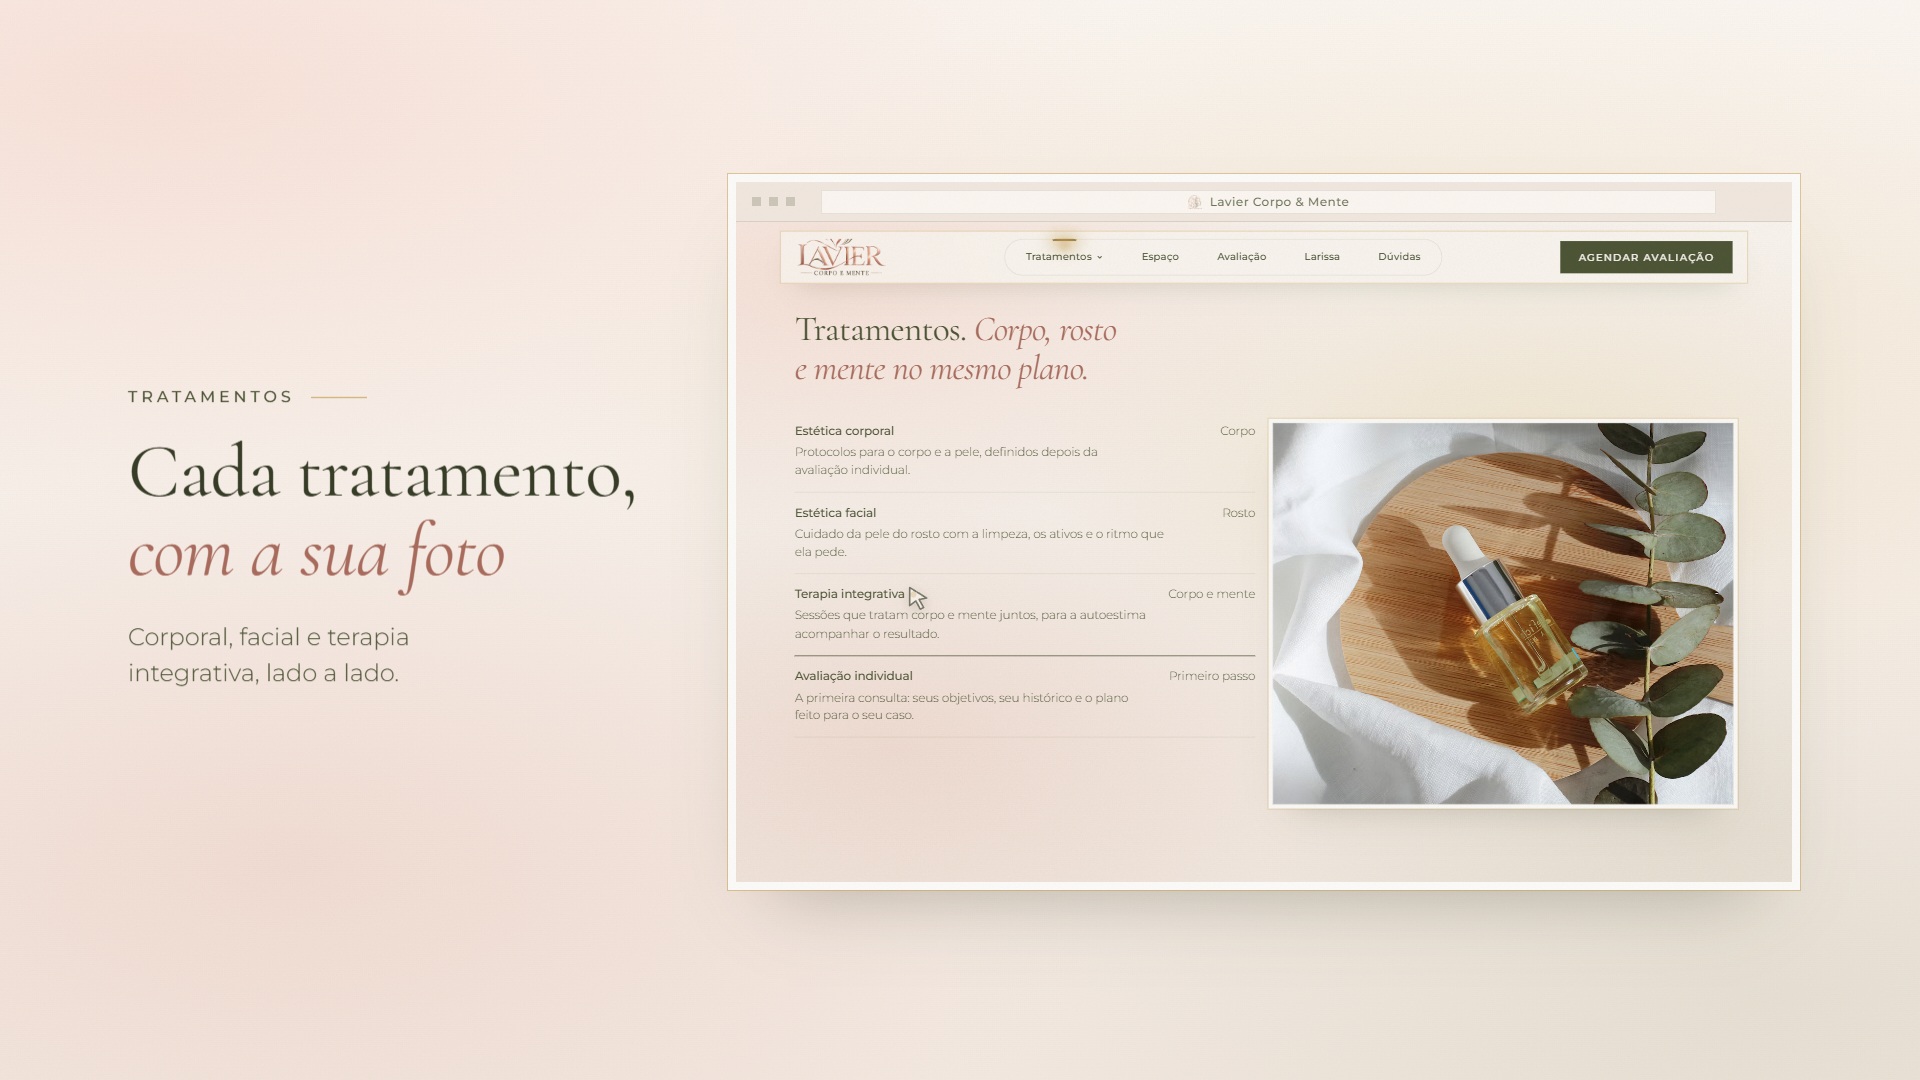 TRATAMENTOS
Cada tratamento,
com a sua foto
Corporal, facial e terapia
integrativa, lado a lado.
Lavier Corpo & Mente
LAVIER
CORPO E MENTE
Tratamentos
Espaço
Avaliação
Larissa
Dúvidas
AGENDAR AVALIAÇÃO
Tratamentos. Corpo, rosto
e mente no mesmo plano.
Estética corporal
Corpo
Protocolos para o corpo e a pele, definidos depois da
avaliação individual.
Estética facial
Rosto
Cuidado da pele do rosto com a limpeza, os ativos e o ritmo que
ela pede.
Terapia integrativa
Corpo e mente
Sessões que tratam corpo e mente juntos, para a autoestima
acompanhar o resultado.
Avaliação individual
Primeiro passo
A primeira consulta: seus objetivos, seu histórico e o plano
feito para o seu caso.